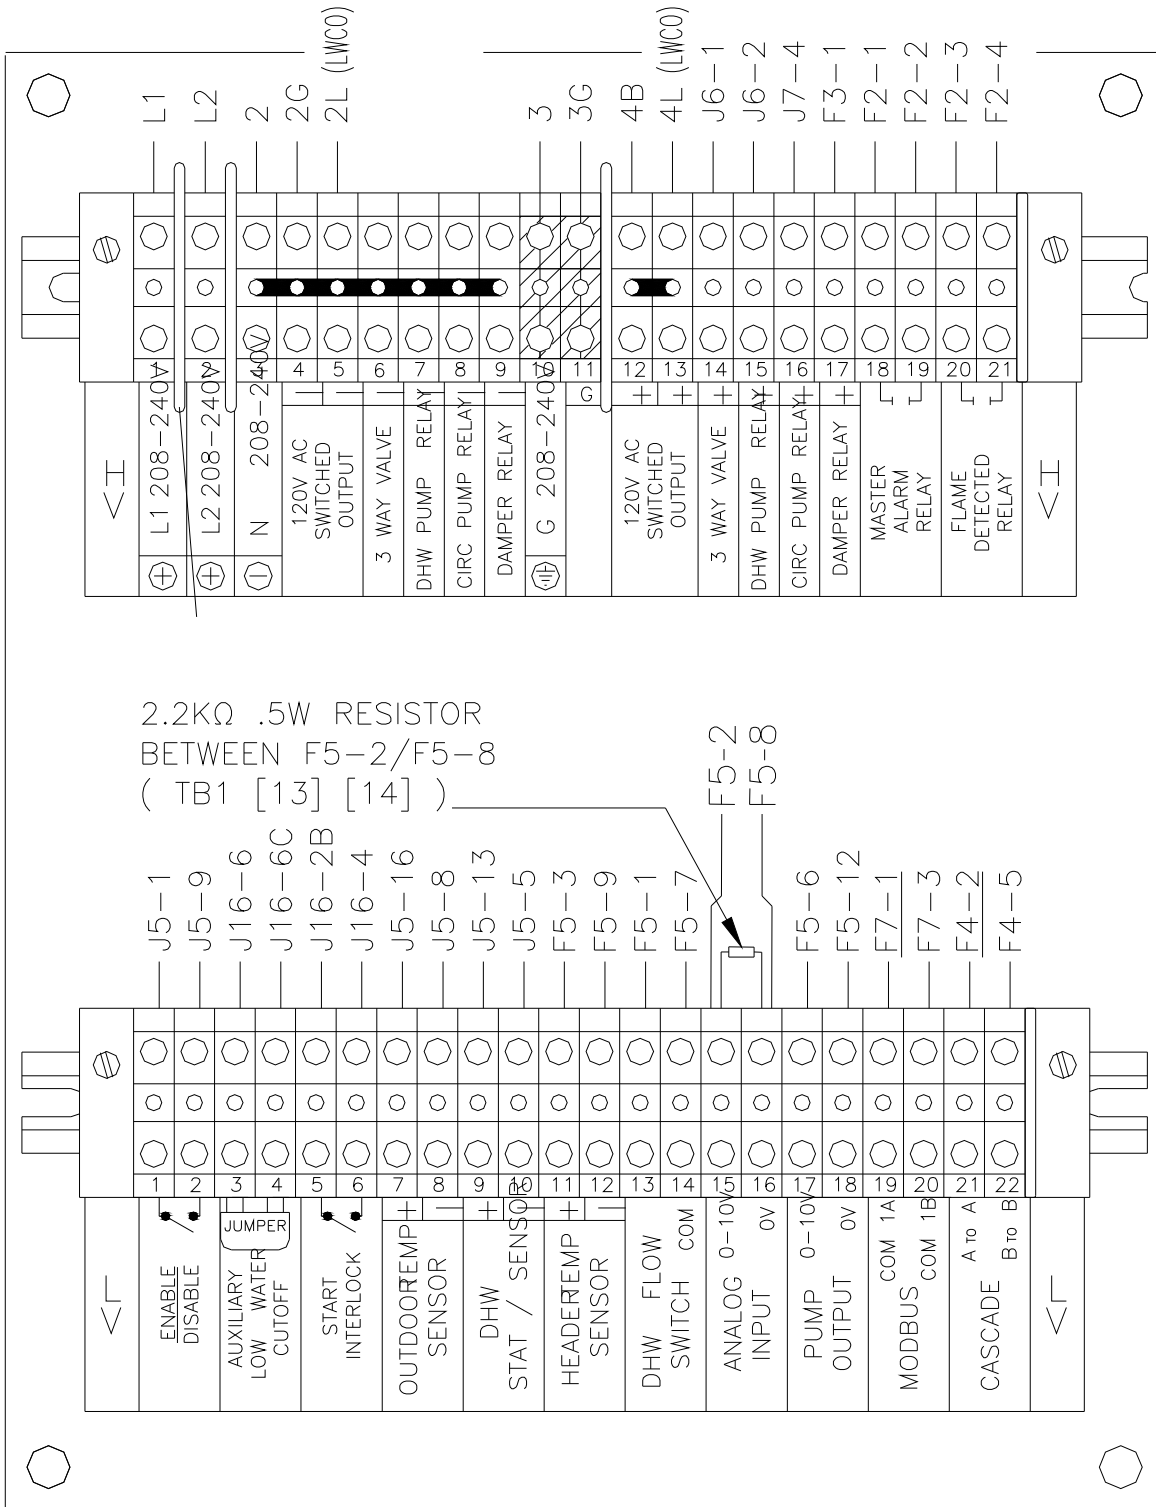 L1
L2
2
2G
2L (LWCO)
3
3G
4B
4L (LWCO)
J6-1
J6-2
J7-4
F3-1
F2-1
F2-2
F2-3
F2-4
1 2 3 4 5 6 7 8 9 10 11 12 13 14 15 16 17 18 19 20 21
G
HV
L1 208-240V
L2 208-240V
N 208-240V
120V AC
SWITCHED
OUTPUT
3 WAY VALVE
DHW PUMP RELAY
CIRC PUMP RELAY
DAMPER RELAY
G 208-240V
120V AC
SWITCHED
OUTPUT
3 WAY VALVE
DHW PUMP RELAY
CIRC PUMP RELAY
DAMPER RELAY
MASTER
ALARM
RELAY
FLAME
DETECTED
RELAY
HV
2.2KΩ .5W RESISTOR
BETWEEN F5-2/F5-8
( TB1 [13] [14] )
F5-2
F5-8
J5-1
J5-9
J16-6
J16-6C
J16-2B
J16-4
J5-16
J5-8
J5-13
J5-5
F5-3
F5-9
F5-1
F5-7
F5-6
F5-12
F7-1
F7-3
F4-2
F4-5
1 2 3 4 5 6 7 8 9 10 11 12 13 14 15 16 17 18 19 20 21 22
LV
ENABLE
DISABLE
JUMPER
AUXILIARY
LOW WATER
CUTOFF
START
INTERLOCK
OUTDOOR TEMP
SENSOR
DHW
STAT / SENSOR
HEADER TEMP
SENSOR
DHW FLOW
SWITCH COM
ANALOG 0-10V
INPUT 0V
PUMP 0-10V
OUTPUT 0V
COM 1A
COM 1B
MODBUS
A TO A
B TO B
CASCADE
LV